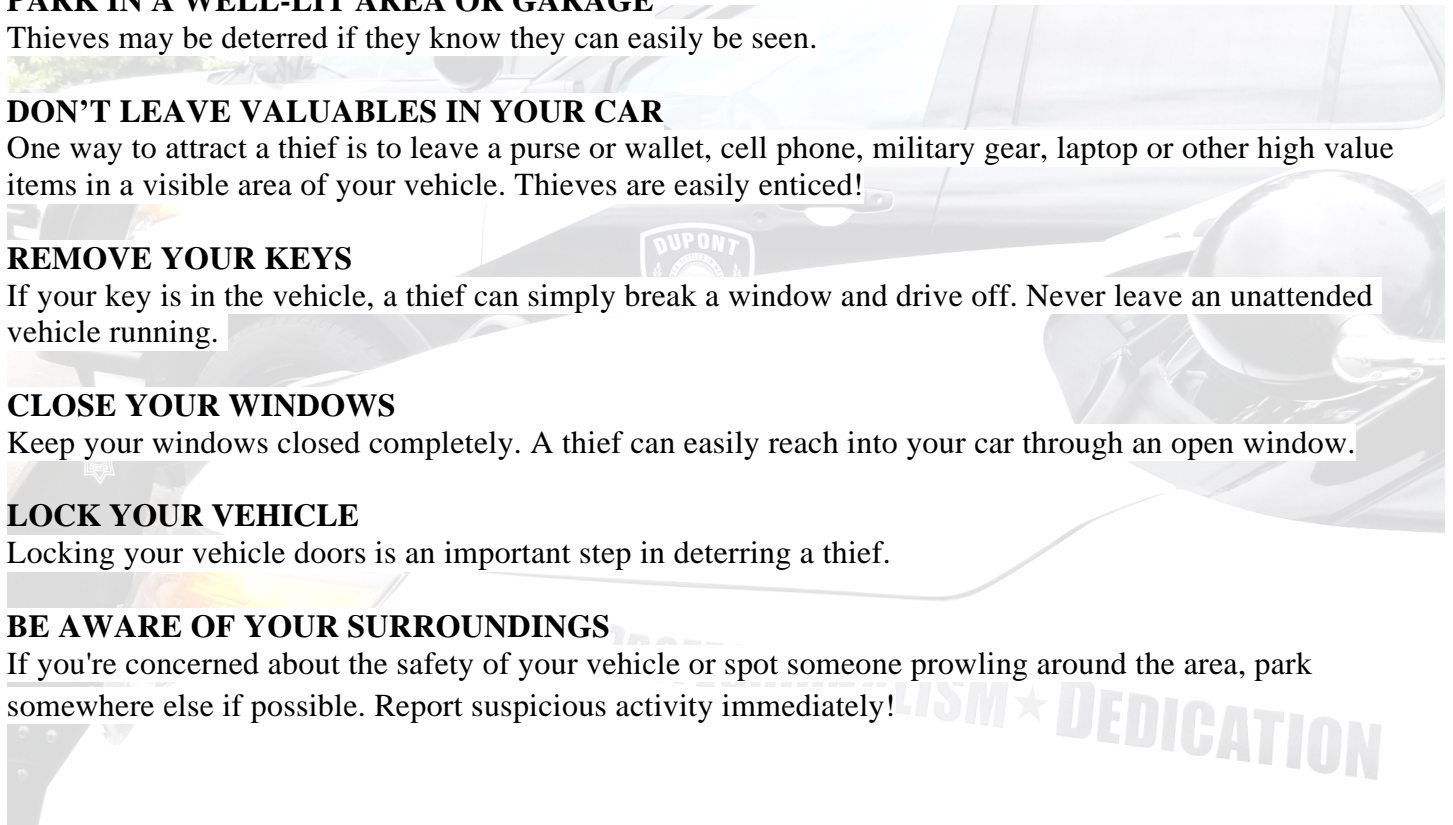 PARK IN A WELL-LIT AREA OR GARAGE
Thieves may be deterred if they know they can easily be seen.
DON'T LEAVE VALUABLES IN YOUR CAR
One way to attract a thief is to leave a purse or wallet, cell phone, military gear, laptop or other high value
items in a visible area of your vehicle. Thieves are easily enticed!
DUPONT
REMOVE YOUR KEYS
If your key is in the vehicle, a thief can simply break a window and drive off. Never leave an unattended
vehicle running.
CLOSE YOUR WINDOWS
Keep your windows closed completely. A thief can easily reach into your car through an open window.
LOCK YOUR VEHICLE
Locking your vehicle doors is an important step in deterring a thief.
BE AWARE OF YOUR SURROUNDINGS
If you're concerned about the safety of your vehicle or spot someone prowling around the area, park
somewhere else if possible. Report suspicious activity immediately!
DEDICATION